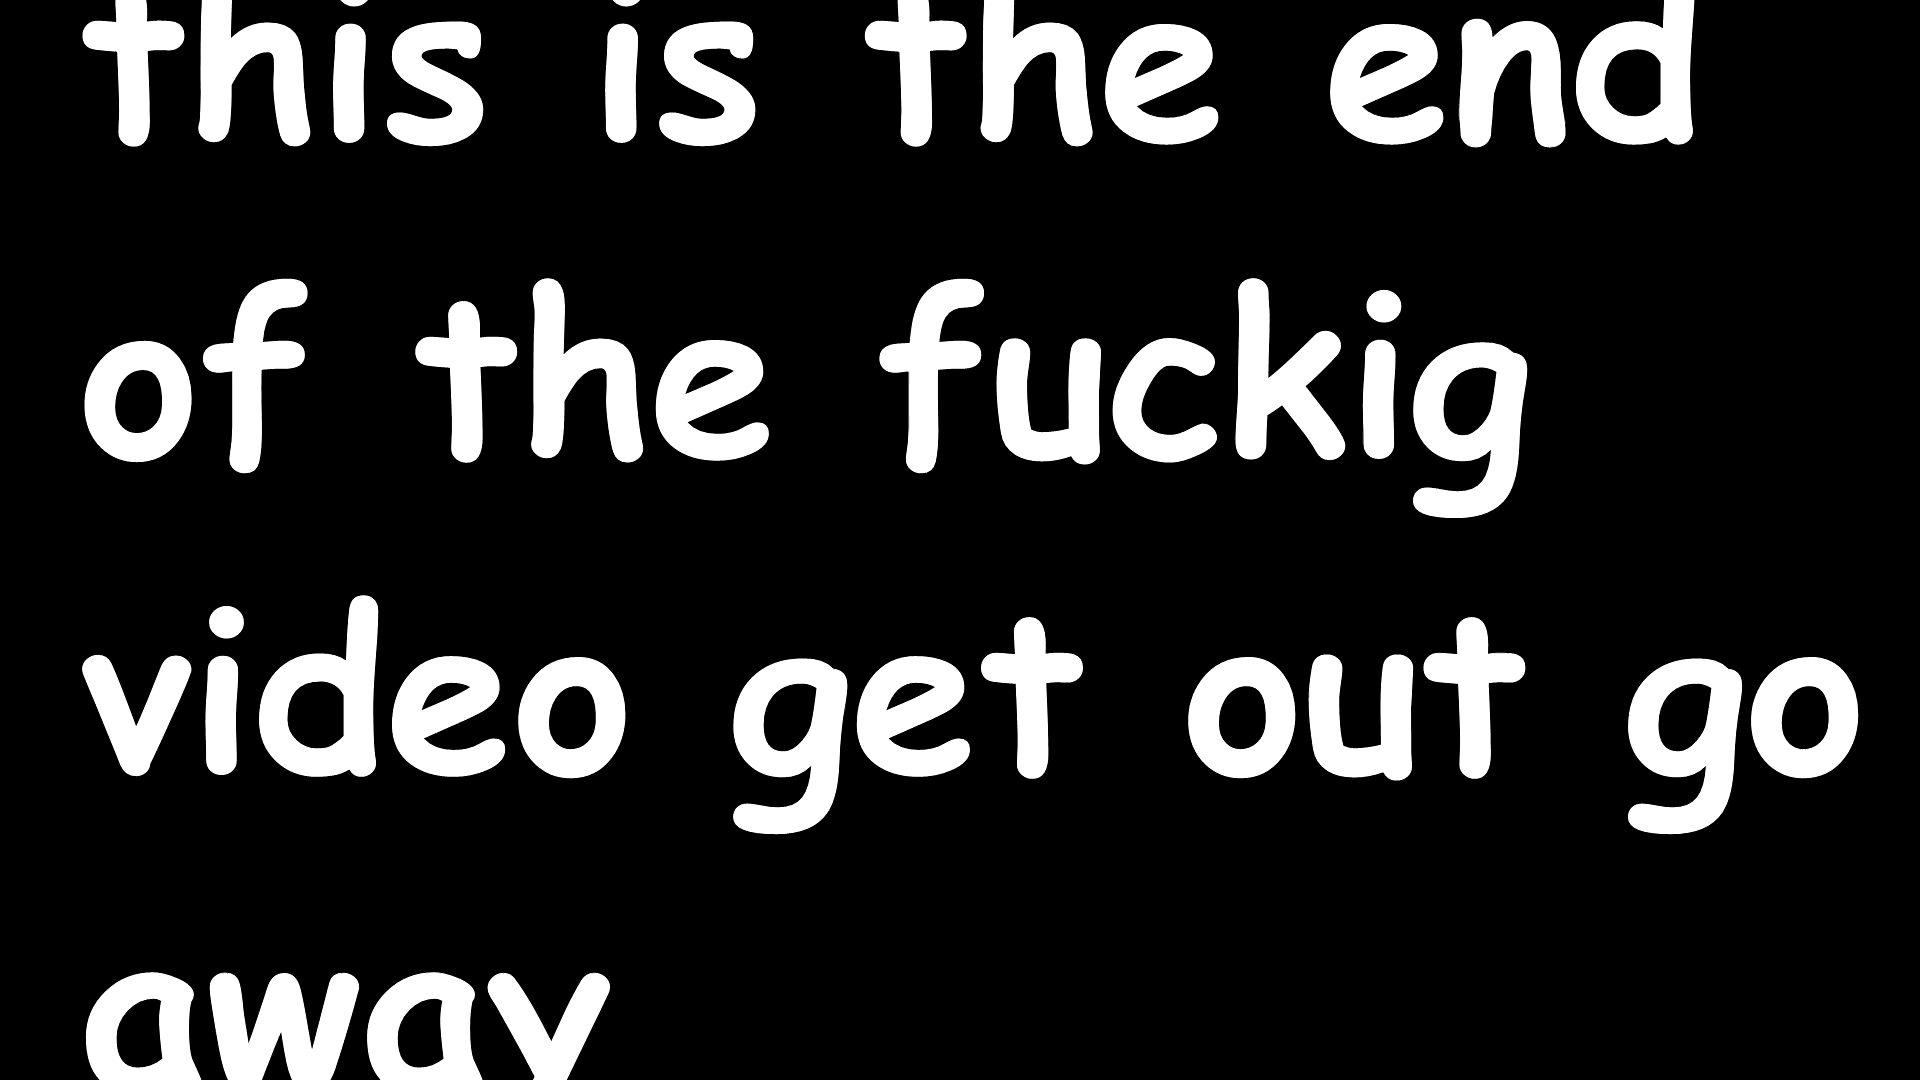 this is the end
of the fuckig
video get out go
away